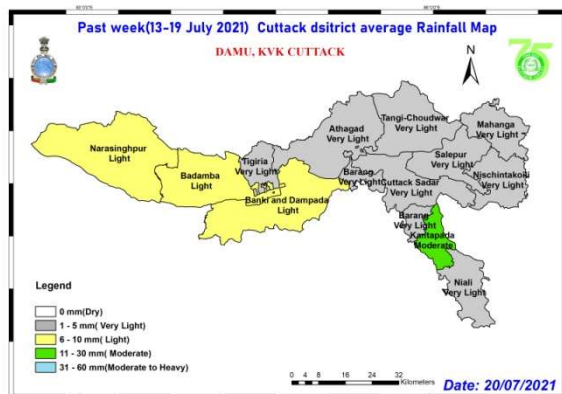 Past week(13-19 July 2021) Cuttack dsitrict average Rainfall Map
DAMU, KVK CUTTACK
N
75
Narasinghpur
Light
Badamba
Light
Tigiria
Very Light
Banki and Dampada
Light
Athagad
Very Light
Tangi-Choudwar
Very Light
Mahanga
Very Light
Salepur
Very Light
Nischintakoili
Very Light
Barang
Very Light
Cuttack Sadar
Very Light
Barang
Very Light
Kantapada
Moderate
Niali
Very Light
Legend
0 mm(Dry)
1 - 5 mm( Very Light)
6 - 10 mm( Light)
11 - 30 mm( Moderate)
31 - 60 mm(Moderate to Heavy)
0 4 8 16 24 32
Kilometers
Date: 20/07/2021